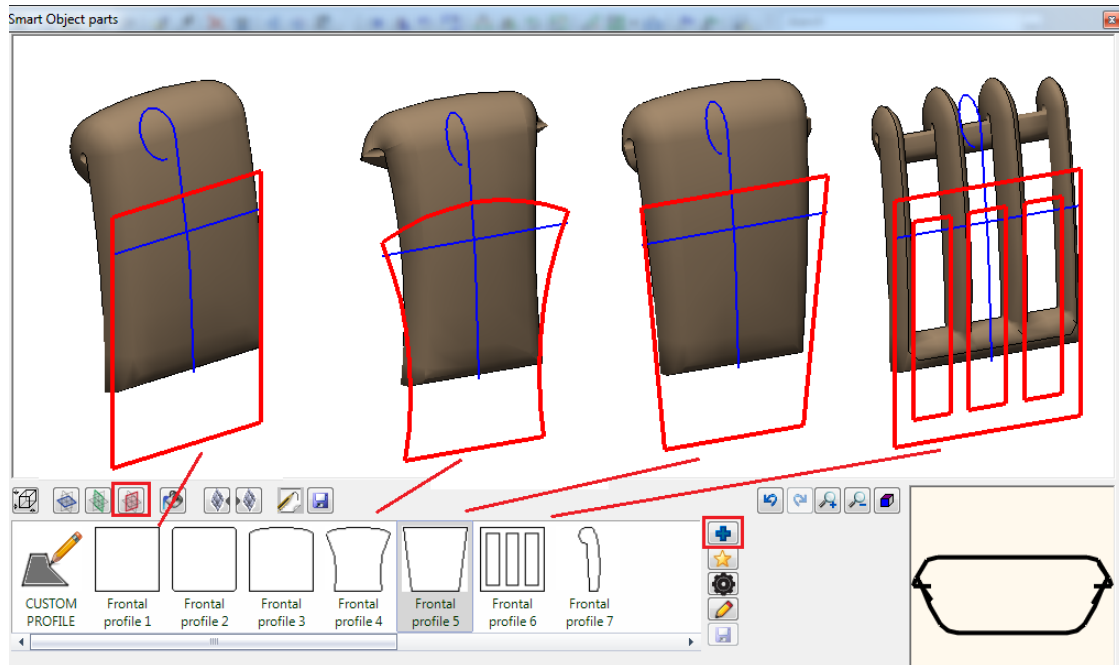 Smart Object parts
CUSTOM
PROFILE
Frontal
profile 1
Frontal
profile 2
Frontal
profile 3
Frontal
profile 4
Frontal
profile 5
Frontal
profile 6
Frontal
profile 7